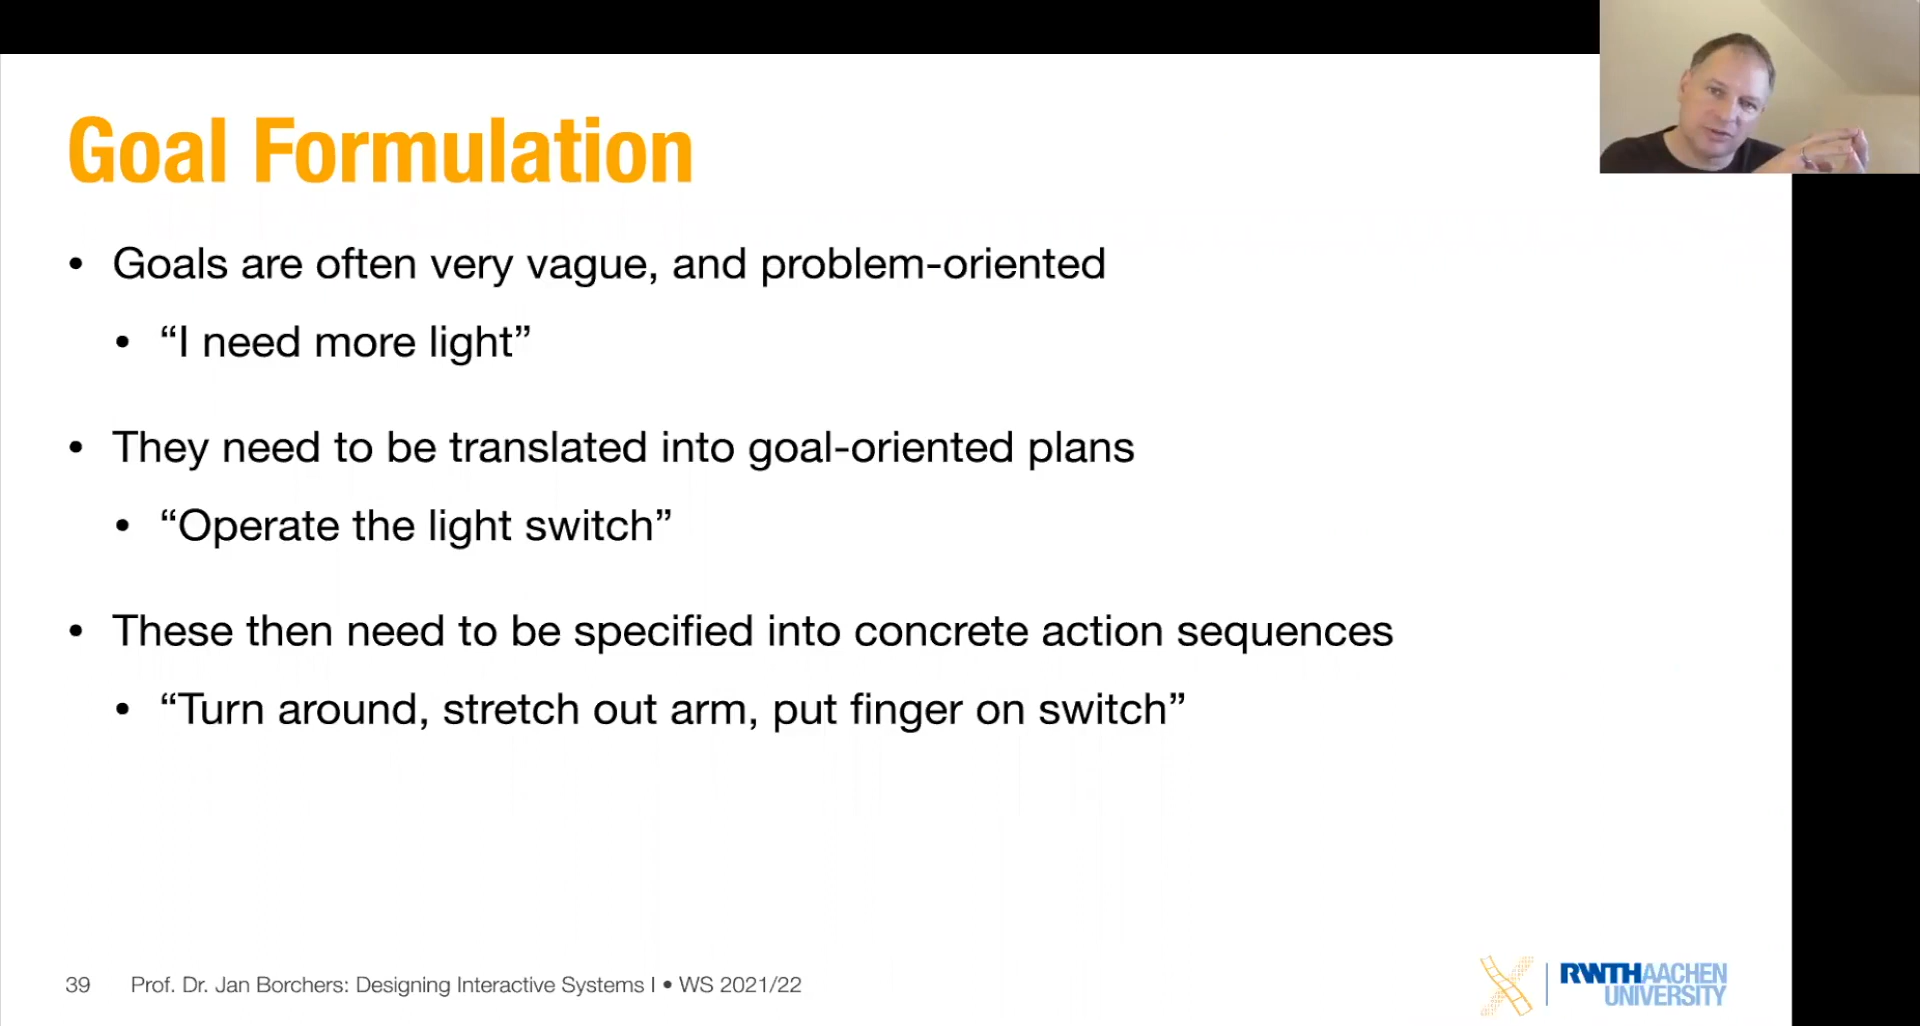 Goal Formulation
• Goals are often very vague, and problem-oriented
• “I need more light”
• They need to be translated into goal-oriented plans
• “Operate the light switch”
• These then need to be specified into concrete action sequences
• “Turn around, stretch out arm, put finger on switch”
39 Prof. Dr. Jan Borchers: Designing Interactive Systems I • WS 2021/22
RWTHAACHEN
UNIVERSITY